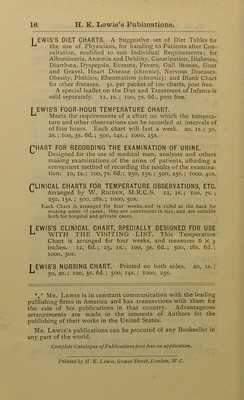 16 H. K. Lewis's Publications.
LEWIS'S DIET CHARTS. A Suggestive set of Diet Tables for
the use of Physicians, for handing to Patients after Con-
sultation, modified to suit Individual Requirements; for
Albuminuria, Anæmia and Debility, Constipation, Diabetes,
Diarrhœa, Dyspepsia, Eczema, Fevers, Gall Stones, Gout
and Gravel, Heart Disease (chronic), Nervous Diseases,
Obesity, Phthisis, Rheumatism (chronic); and Blank Chart
for other diseases. 5s. per packet of 100 charts, post free.
A special leaflet on the Diet and Treatment of Infants is
sold separately. 12, 1s.; 100, 7s. 6d., post free.
LEWIS'S FOUR-HOUR TEMPERATURE CHART.
Meets the requirements of a chart on which the tempera-
ture and other observations can be recorded at intervals of
of four hours. Each chart will last a week. 20, 1s.; 50,
2s.; 100, 3s. 6d.; 500, 14s.; 1000, 25s.
CHART FOR RECORDING THE EXAMINATION OF URINE.
Designed for the use of medical men, analysts and others
making examinations of the urine of patients, affording a
convenient method of recording the results of the examina-
tion. 10, 1s.; 100, 7s. 6d.; 250, 15s.; 500, 25s.; 1000, 40s.
CLINICAL CHARTS FOR TEMPERATURE OBSERVATIONS, ETC.
Arranged by W. Rigden, M.R.C.S. 12, 1s.; 100, 7s.;
250, 15s.; 500, 28s.; 1000, 50s.
Each Chart is arranged for four weeks, and is ruled at the back for
making notes of cases; they are convenient in size, and are suitable
both for hospital and private cases.
LEWIS'S CLINICAL CHART, SPECIALLY DESIGNED FOR USE
WITH THE VISITING LIST. This Temperature
Chart is arranged for four weeks, and measures 6 × 3
inches. 12, 6d.; 25, 1s.; 100, 3s. 6d.; 500, 16s. 6d.;
1000, 30s.
LEWIS'S NURSING CHART. Printed on both sides. 20, 1s.;
50, 2s.; 100, 3s. 6d.; 500, 14s.; 1000, 25s.
*** Mr. Lewis is in constant communication with the leading
publishing firms in America and has transactions with them for
the sale of his publications in that country. Advantageous
arrangements are made in the interests of Authors for the
publishing of their works in the United States.
Mr. Lewis's publications can be procured of any Bookseller in
any part of the world.
Complete Catalogue of Publications post free on application.
Printed by H. K. Lewis, Gower Street, London, W.C.